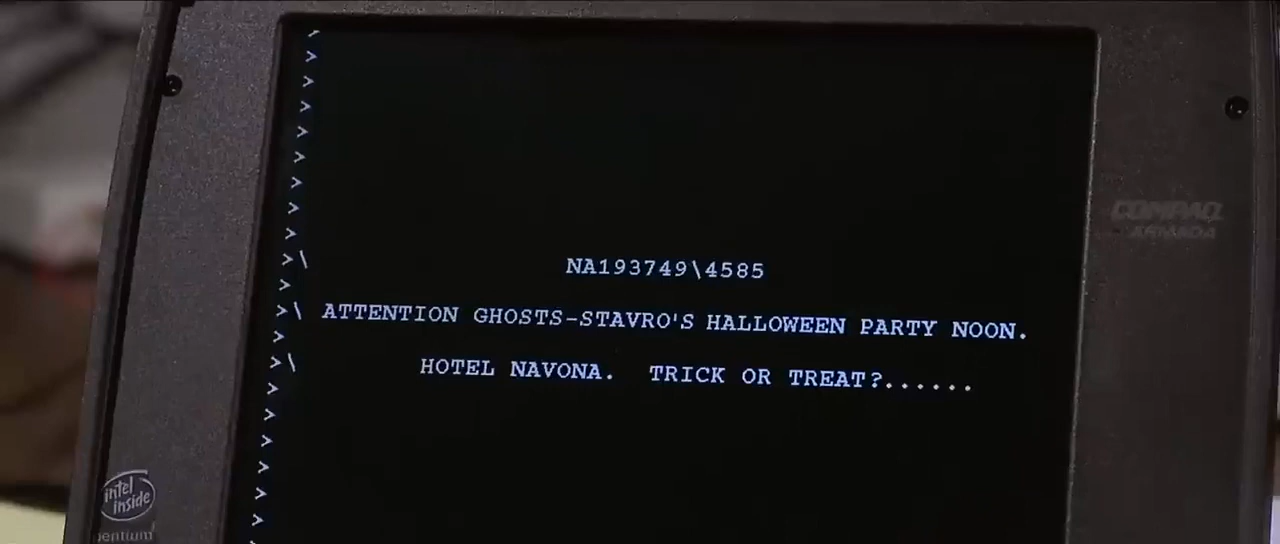 >
>
>
>
>
>
>
>
>
>\ NA193749\4585
>
>\ ATTENTION GHOSTS-STAVRO'S HALLOWEEN PARTY NOON.
>
>\ HOTEL NAVONA. TRICK OR TREAT?......
>
>
>
>
>
>
COMPAQ
ARMADA
intel
inside
pentium